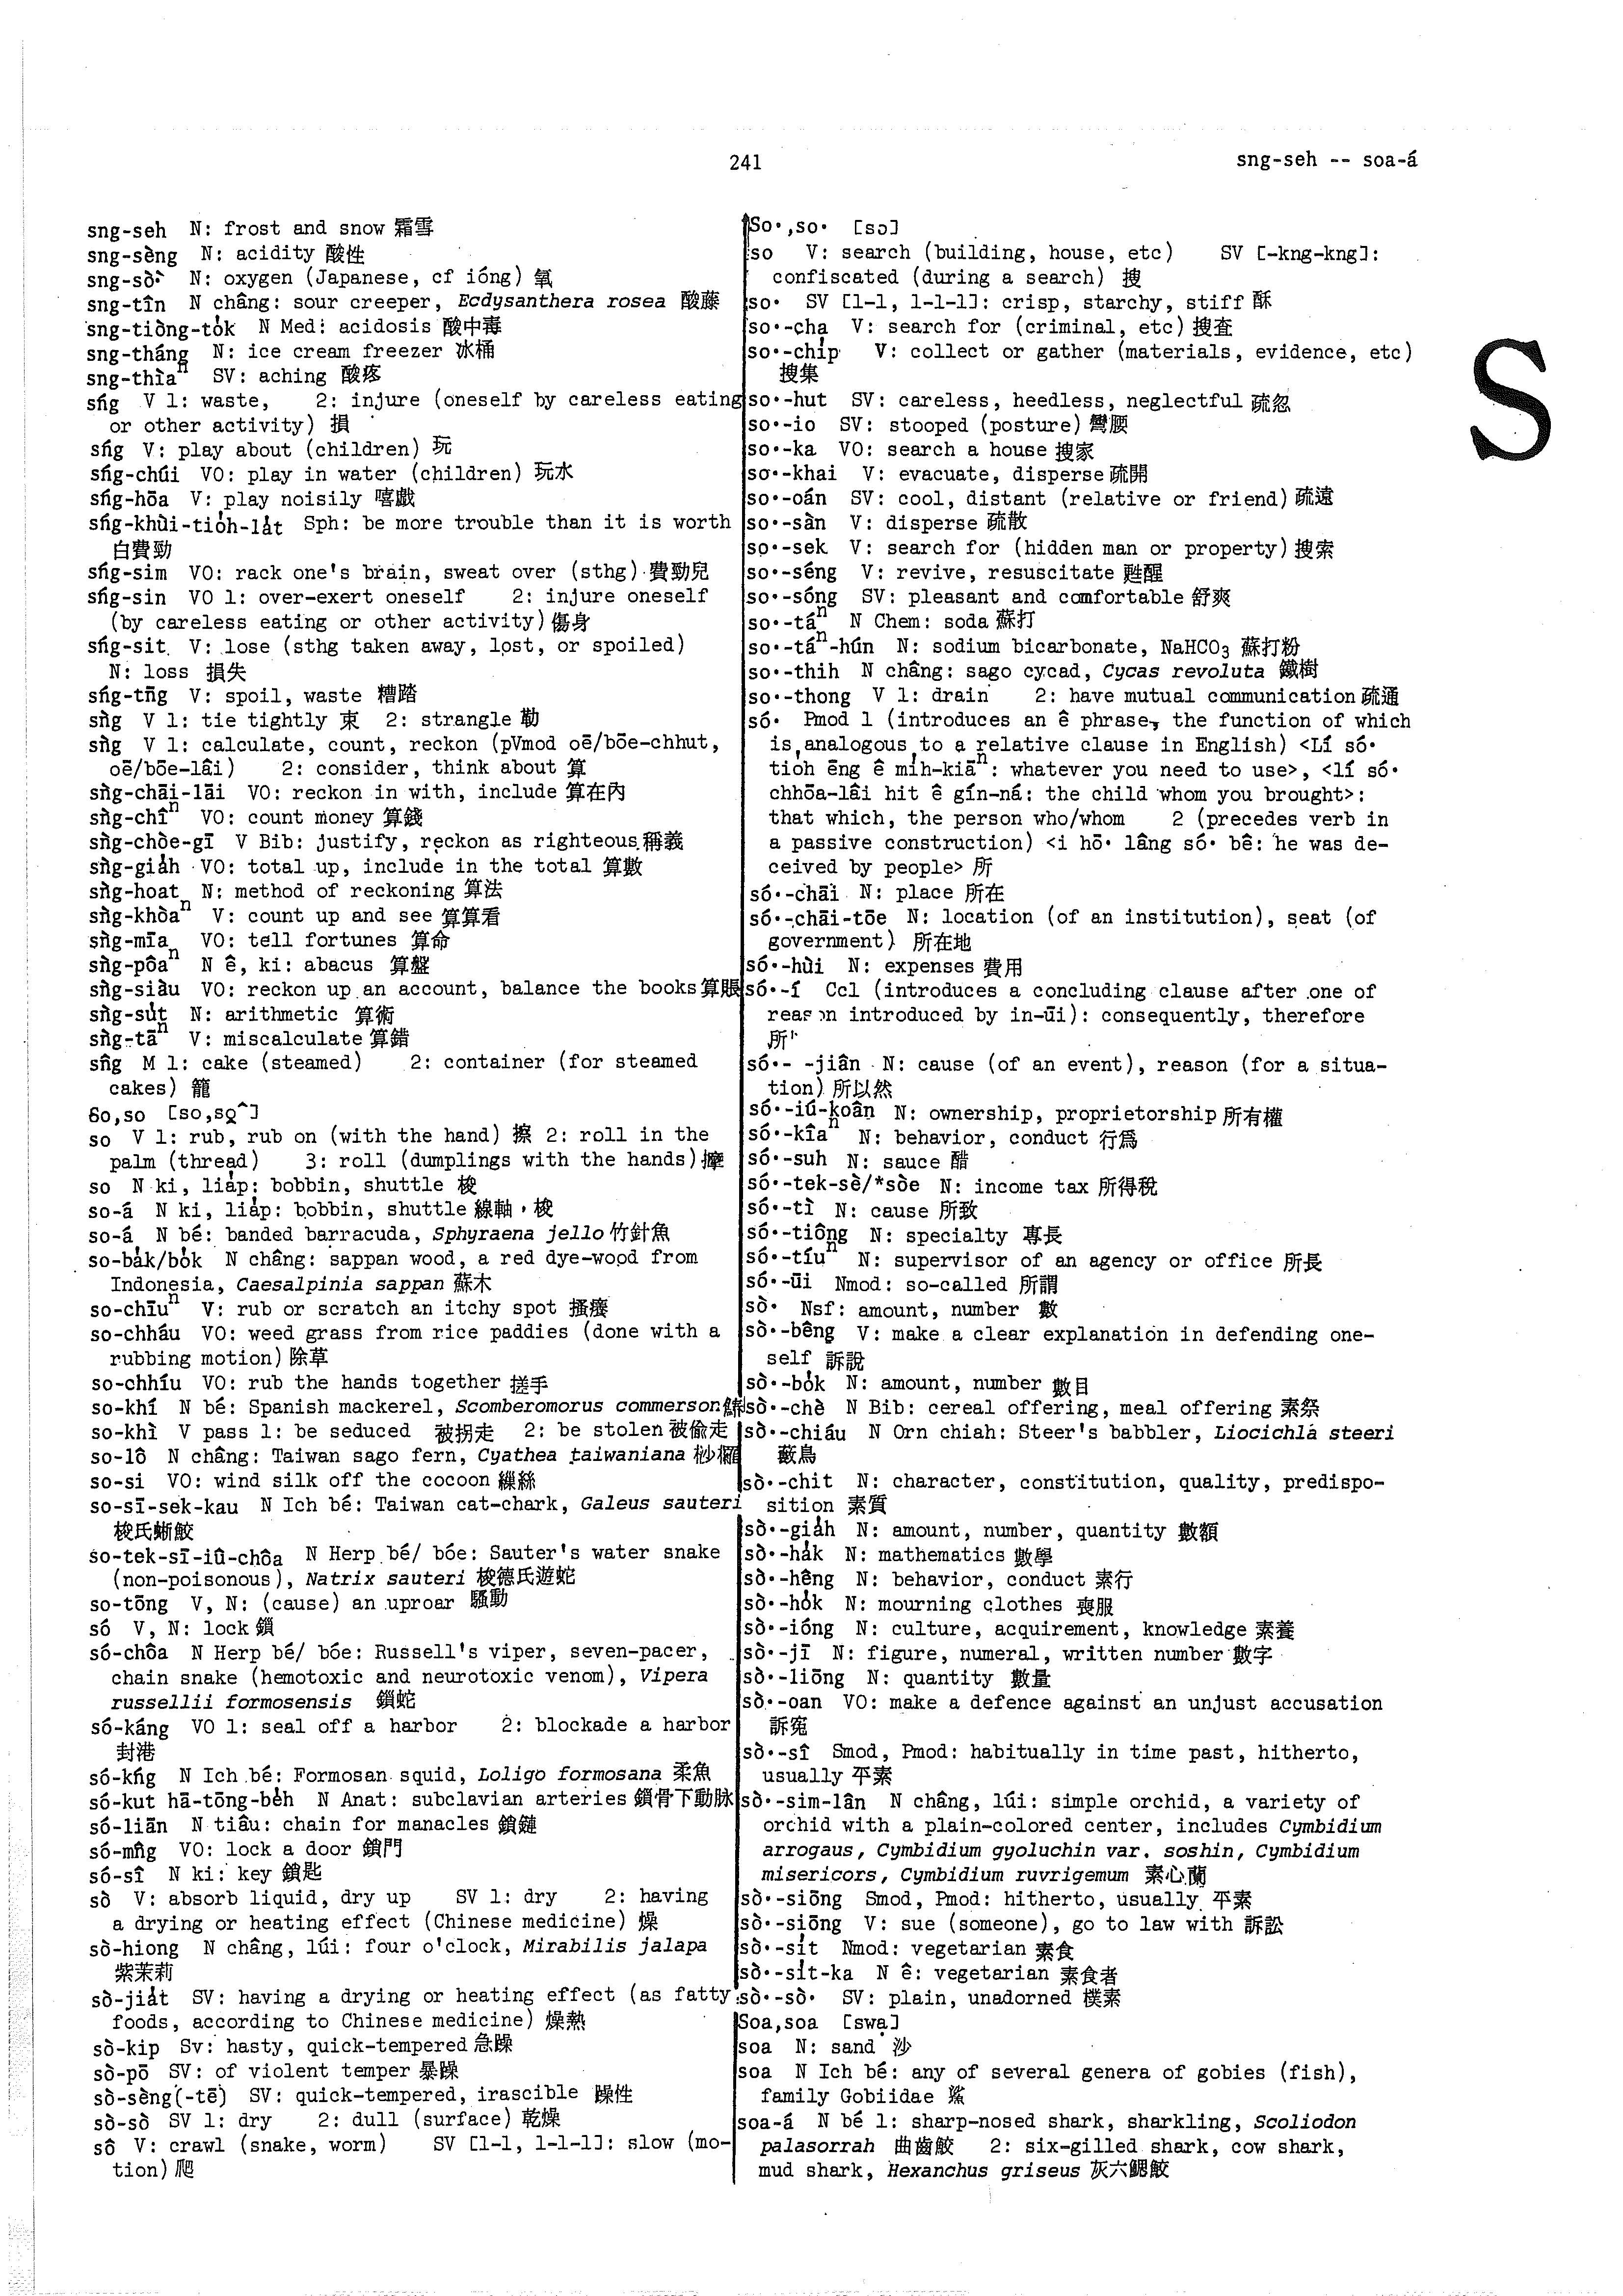 241
sng-seh -- soa-á
S
sng-seh N: frost and snow 霜雪
sng-sèng N: acidity 酸性
sng-sò͘ N: oxygen (Japanese, cf ióng) 氧
sng-tîn N châng: sour creeper, Ecdysanthera rosea 酸藤
sng-tiòng-to̍k N Med: acidosis 酸中毒
sng-tháng N: ice cream freezer 冰桶
sng-thiàⁿ SV: aching 酸疼
sńg V 1: waste, 2: injure (oneself by careless eating
or other activity) 損
sńg V: play about (children) 玩
sńg-chúi VO: play in water (children) 玩水
sńg-hōa V: play noisily 嘻戲
sńg-khùi-tio̍h-la̍t Sph: be more trouble than it is worth
白費勁
sńg-sim VO: rack one's brain, sweat over (sthg) 費勁兒
sńg-sin VO 1: over-exert oneself 2: injure oneself
(by careless eating or other activity) 傷身
sńg-sit V: lose (sthg taken away, lost, or spoiled)
N: loss 損失
sńg-tn̄g V: spoil, waste 糟踏
sǹg V 1: tie tightly 束 2: strangle 勒
sǹg V 1: calculate, count, reckon (pVmod oē/bōe-chhut,
oē/bōe-lâi) 2: consider, think about 算
sǹg-chāi-lāi VO: reckon in with, include 算在內
sǹg-chîⁿ VO: count money 算錢
sǹg-chòe-gī V Bib: justify, reckon as righteous 稱義
sǹg-gia̍h VO: total up, include in the total 算數
sǹg-hoat N: method of reckoning 算法
sǹg-khòaⁿ V: count up and see 算算看
sǹg-mīa VO: tell fortunes 算命
sǹg-pôaⁿ N ê, ki: abacus 算盤
sǹg-siàu VO: reckon up an account, balance the books 算賬
sǹg-su̍t N: arithmetic 算術
sǹg-tāⁿ V: miscalculate 算錯
sn̂g M 1: cake (steamed) 2: container (for steamed
cakes) 籠
So,so [so,so̜^]
so V 1: rub, rub on (with the hand) 擦 2: roll in the
palm (thread) 3: roll (dumplings with the hands)
so N ki, lia̍p: bobbin, shuttle 梭
so-á N ki, lia̍p: bobbin, shuttle 線軸,梭
so-á N bé: banded barracuda, Sphyraena jello 竹針魚
so-ba̍k/bo̍k N châng: sappan wood, a red dye-wood from
Indonesia, Caesalpinia sappan 蘇木
so-chīuⁿ V: rub or scratch an itchy spot 搔癢
so-chháu VO: weed grass from rice paddies (done with a
rubbing motion) 除草
so-chhíu VO: rub the hands together 搓手
so-khí N bé: Spanish mackerel, Scomberomorus commerson
so-khì V pass 1: be seduced 被拐走 2: be stolen 被偷走
so-lô N châng: Taiwan sago fern, Cyathea taiwaniana 桫欏
so-si VO: wind silk off the cocoon 繅絲
so-sī-sek-kau N Ich bé: Taiwan cat-chark, Galeus sauteri
梭氏蜥鮫
so-tek-sī-iû-chôa N Herp bé/ bóe: Sauter's water snake
(non-poisonous), Natrix sauteri 梭德氏遊蛇
so-tōng V, N: (cause) an uproar 騷動
só V, N: lock 鎖
só-chôa N Herp bé/ bóe: Russell's viper, seven-pacer,
chain snake (hemotoxic and neurotoxic venom), Vipera
russellii formosensis 鎖蛇
só-káng VO 1: seal off a harbor 2: blockade a harbor
封港
só-kńg N Ich bé: Formosan squid, Loligo formosana 柔魚
só-kut hā-tōng-be̍h N Anat: subclavian arteries 鎖骨下動脉
só-liān N tiâu: chain for manacles 鎖鏈
só-mn̂g VO: lock a door 鎖門
só-sî N ki: key 鎖匙
sò V: absorb liquid, dry up SV 1: dry 2: having
a drying or heating effect (Chinese medicine) 燥
sò-hiong N châng, lúi: four o'clock, Mirabilis jalapa
紫茉莉
sò-jia̍t SV: having a drying or heating effect (as fatty
foods, according to Chinese medicine) 燥熱
sò-kip Sv: hasty, quick-tempered 急躁
sò-pō SV: of violent temper 暴躁
sò-sèng(-tē) SV: quick-tempered, irascible 躁性
sò-sò SV 1: dry 2: dull (surface) 乾燥
sô V: crawl (snake, worm) SV [1-1, 1-1-1]: slow (mo-
tion) 爬
So͘,so͘ [sɔ]
so V: search (building, house, etc) SV [-kng-kng]:
confiscated (during a search) 搜
so͘ SV [1-1, 1-1-1]: crisp, starchy, stiff 酥
so͘-cha V: search for (criminal, etc) 搜查
so͘-chi̍p V: collect or gather (materials, evidence, etc)
搜集
so͘-hut SV: careless, heedless, neglectful 疏忽
so͘-io SV: stooped (posture) 彎腰
so͘-ka VO: search a house 搜家
so͘-khai V: evacuate, disperse 疏開
so͘-oán SV: cool, distant (relative or friend) 疏遠
so͘-sàn V: disperse 疏散
so͘-sek V: search for (hidden man or property) 搜索
so͘-séng V: revive, resuscitate 甦醒
so͘-sóng SV: pleasant and comfortable 舒爽
so͘-táⁿ N Chem: soda 蘇打
so͘-táⁿ-hún N: sodium bicarbonate, NaHCO₃ 蘇打粉
so͘-thih N châng: sago cycad, Cycas revoluta 鐵樹
so͘-thong V 1: drain 2: have mutual communication 疏通
só͘ Pmod 1 (introduces an ê phrase, the function of which
is analogous to a relative clause in English) <Lí só͘
tio̍h ēng ê mi̍h-kiāⁿ: whatever you need to use>, <lí só͘
chhōa-lâi hit ê gín-ná: the child whom you brought>:
that which, the person who/whom 2 (precedes verb in
a passive construction) <i hō͘ lâng só͘ bê: he was de-
ceived by people> 所
só͘-chāi N: place 所在
só͘-chāi-tōe N: location (of an institution), seat (of
government) 所在地
só͘-hùi N: expenses 費用
só͘-í Ccl (introduces a concluding clause after one of
reason introduced by in-ūi): consequently, therefore
所
só͘- -jiân N: cause (of an event), reason (for a situa-
tion) 所以然
só͘-iú-koân N: ownership, proprietorship 所有權
só͘-kîaⁿ N: behavior, conduct 行爲
só͘-suh N: sauce 醋
só͘-tek-sè/*sòe N: income tax 所得稅
só͘-tì N: cause 所致
só͘-tiông N: specialty 專長
só͘-tíuⁿ N: supervisor of an agency or office 所長
só͘-ūi Nmod: so-called 所謂
sò͘ Nsf: amount, number 數
sò͘-bêng V: make a clear explanation in defending one-
self 訴說
sò͘-bo̍k N: amount, number 數目
sò͘-chè N Bib: cereal offering, meal offering 素祭
sò͘-chiáu N Orn chiah: Steer's babbler, Liocichla steeri
藪鳥
sò͘-chit N: character, constitution, quality, predispo-
sition 素質
sò͘-gia̍h N: amount, number, quantity 數額
sò͘-ha̍k N: mathematics 數學
sò͘-hēng N: behavior, conduct 素行
sò͘-ho̍k N: mourning clothes 喪服
sò͘-ióng N: culture, acquirement, knowledge 素養
sò͘-jī N: figure, numeral, written number 數字
sò͘-liōng N: quantity 數量
sò͘-oan VO: make a defence against an unjust accusation
訴寃
sò͘-sî Smod, Pmod: habitually in time past, hitherto,
usually 平素
sò͘-sim-lân N châng, lúi: simple orchid, a variety of
orchid with a plain-colored center, includes Cymbidium
arrogaus, Cymbidium gyoluchin var. soshin, Cymbidium
misericors, Cymbidium ruvrigemum 素心蘭
sò͘-siōng Smod, Pmod: hitherto, usually 平素
sò͘-siōng V: sue (someone), go to law with 訴訟
sò͘-si̍t Nmod: vegetarian 素食
sò͘-si̍t-ka N ê: vegetarian 素食者
sò͘-sò͘ SV: plain, unadorned 樸素
Soa,soa [swa̜]
soa N: sand 沙
soa N Ich bé: any of several genera of gobies (fish),
family Gobiidae 鯊
soa-á N bé 1: sharp-nosed shark, sharkling, Scoliodon
palasorrah 曲齒鮫 2: six-gilled shark, cow shark,
mud shark, Hexanchus griseus 灰六鰓鮫